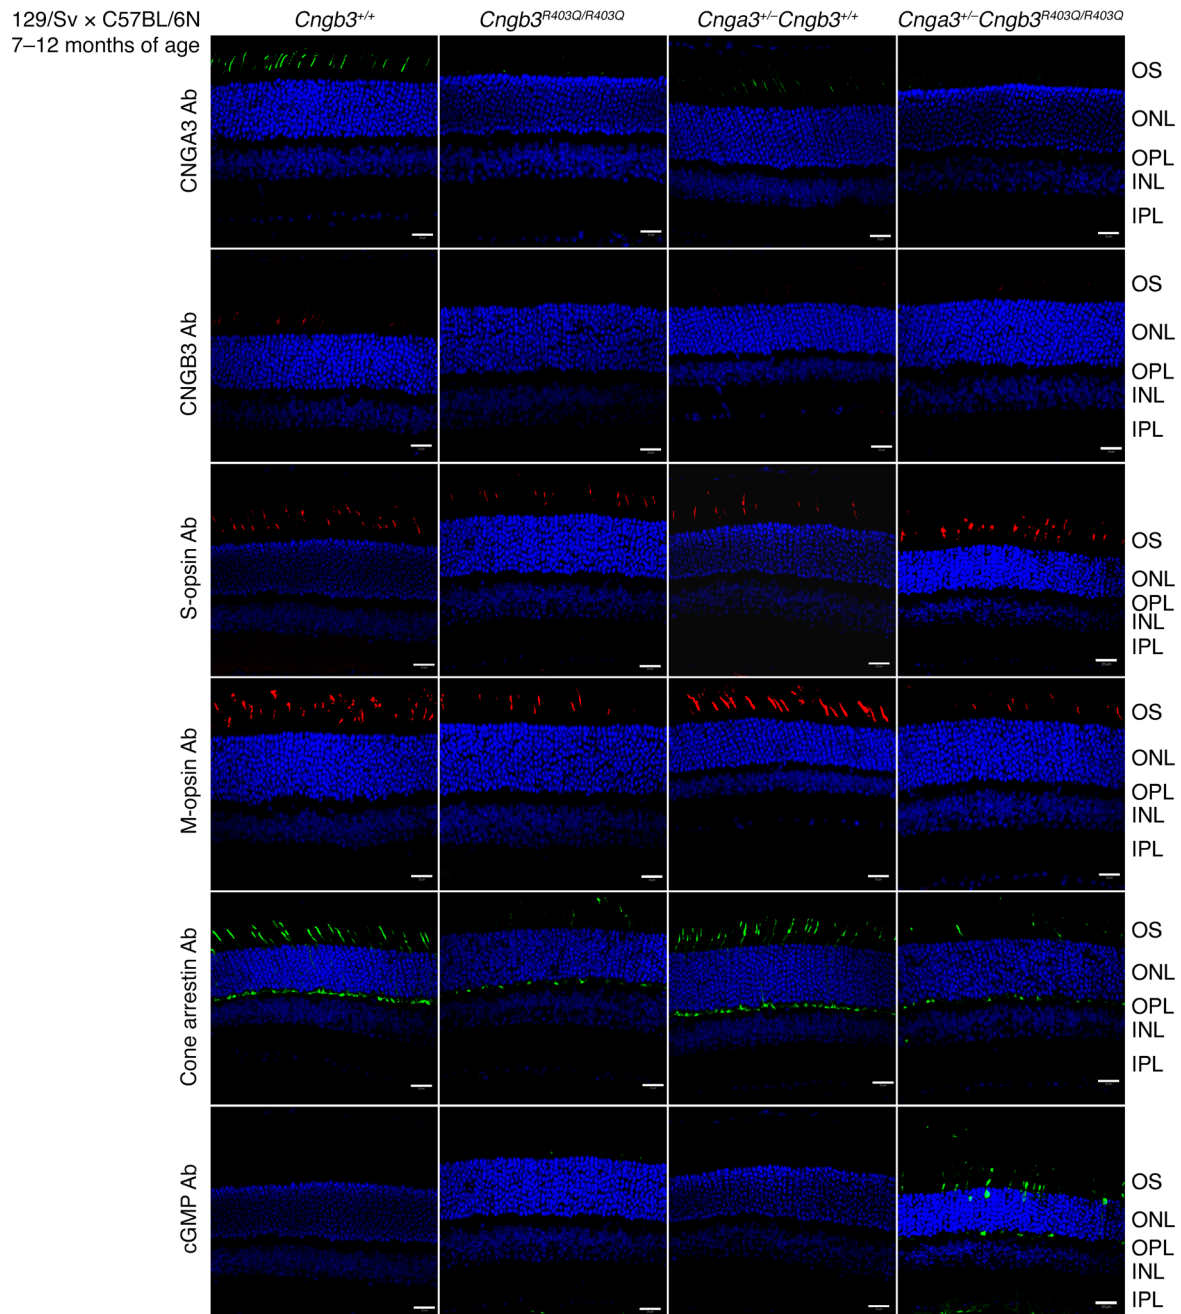 129/Sv × C57BL/6N
7–12 months of age
Cngb3+/+
Cngb3R403Q/R403Q
Cnga3+/–Cngb3+/+
Cnga3+/–Cngb3R403Q/R403Q
CNGA3 Ab
OS
ONL
OPL
INL
IPL
CNGB3 Ab
OS
ONL
OPL
INL
IPL
S-opsin Ab
OS
ONL
OPL
INL
IPL
M-opsin Ab
OS
ONL
OPL
INL
IPL
Cone arrestin Ab
OS
ONL
OPL
INL
IPL
cGMP Ab
OS
ONL
OPL
INL
IPL